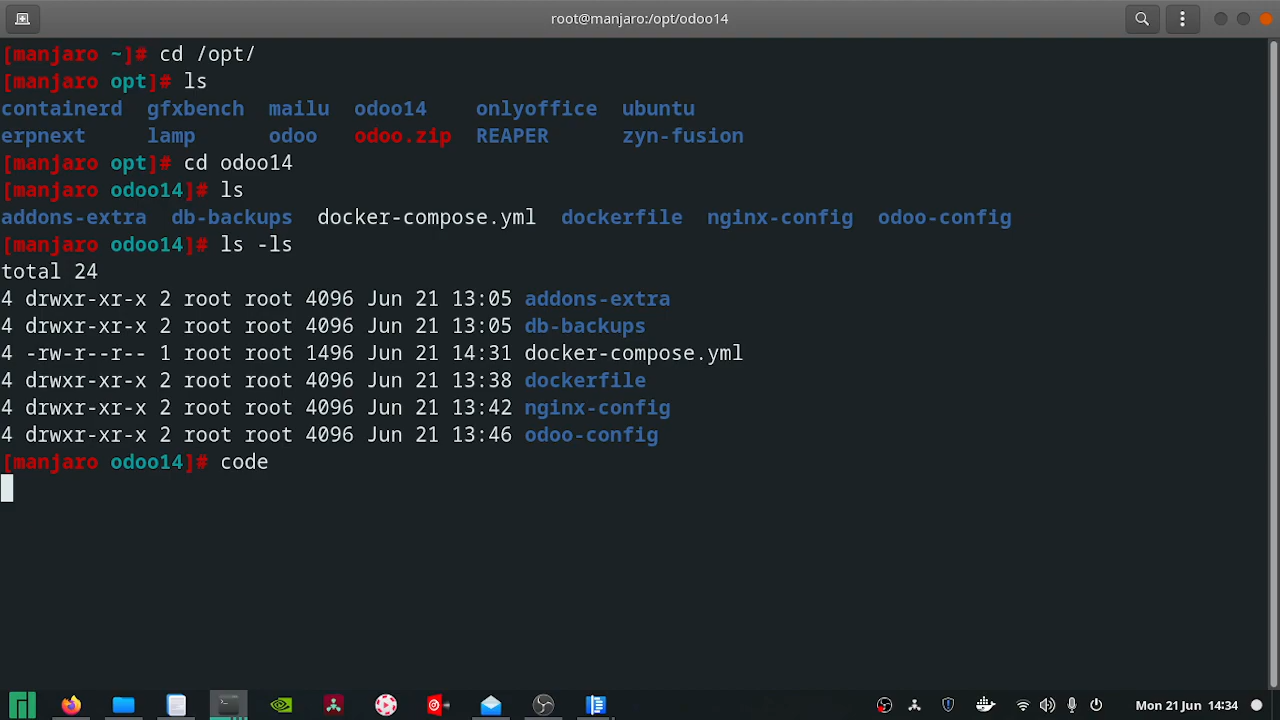 root@manjaro:/opt/odoo14
[manjaro ~]# cd /opt/
[manjaro opt]# ls
containerd  gfxbench  mailu  odoo14    onlyoffice  ubuntu
erpnext     lamp      odoo   odoo.zip  REAPER      zyn-fusion
[manjaro opt]# cd odoo14
[manjaro odoo14]# ls
addons-extra  db-backups  docker-compose.yml  dockerfile  nginx-config  odoo-config
[manjaro odoo14]# ls -ls
total 24
4 drwxr-xr-x 2 root root 4096 Jun 21 13:05 addons-extra
4 drwxr-xr-x 2 root root 4096 Jun 21 13:05 db-backups
4 -rw-r--r-- 1 root root 1496 Jun 21 14:31 docker-compose.yml
4 drwxr-xr-x 2 root root 4096 Jun 21 13:38 dockerfile
4 drwxr-xr-x 2 root root 4096 Jun 21 13:42 nginx-config
4 drwxr-xr-x 2 root root 4096 Jun 21 13:46 odoo-config
[manjaro odoo14]# code
Mon 21 Jun 14:34